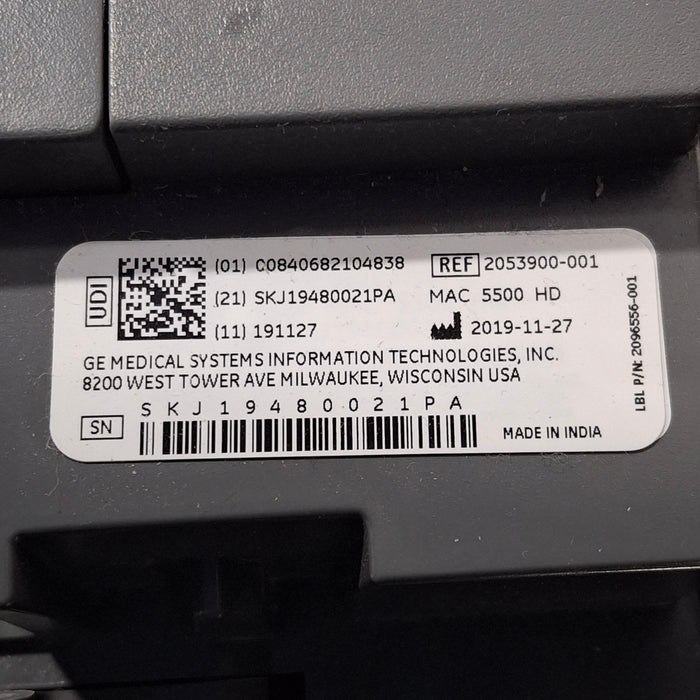 UDI
(01) 00840682104838
(21) SKJ19480021PA
(11) 191127
REF 2053900-001
MAC 5500 HD
2019-11-27
GE MEDICAL SYSTEMS INFORMATION TECHNOLOGIES, INC.
8200 WEST TOWER AVE MILWAUKEE, WISCONSIN USA
SKJ19480021PA
SN
MADE IN INDIA
LBL P/N: 2096556-001